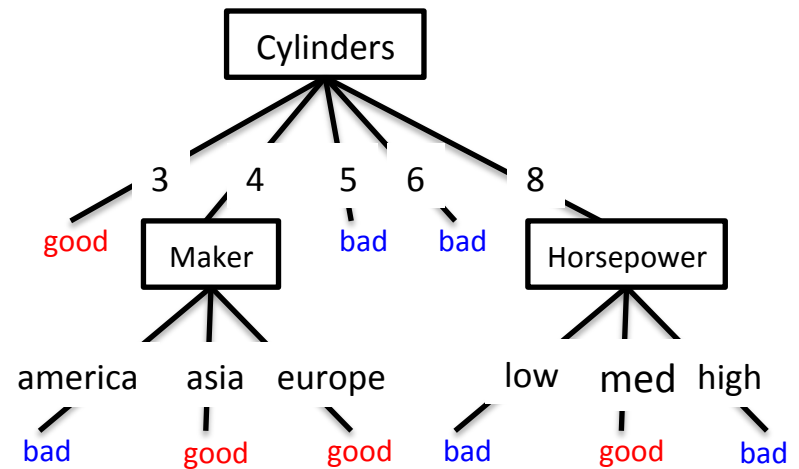 Cylinders
3 4 5 6 8
good Maker bad bad Horsepower
america asia europe low med high
bad good good bad good bad